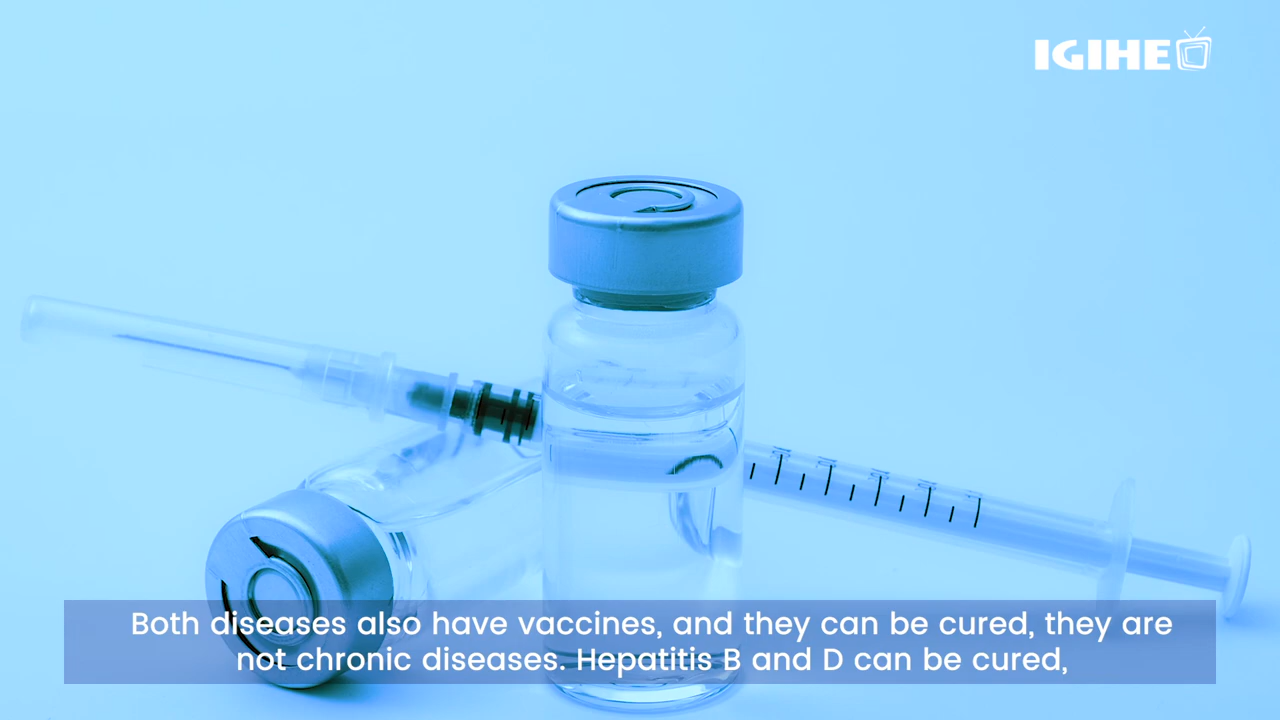 IGIHE
Both diseases also have vaccines, and they can be cured, they are
not chronic diseases. Hepatitis B and D can be cured,